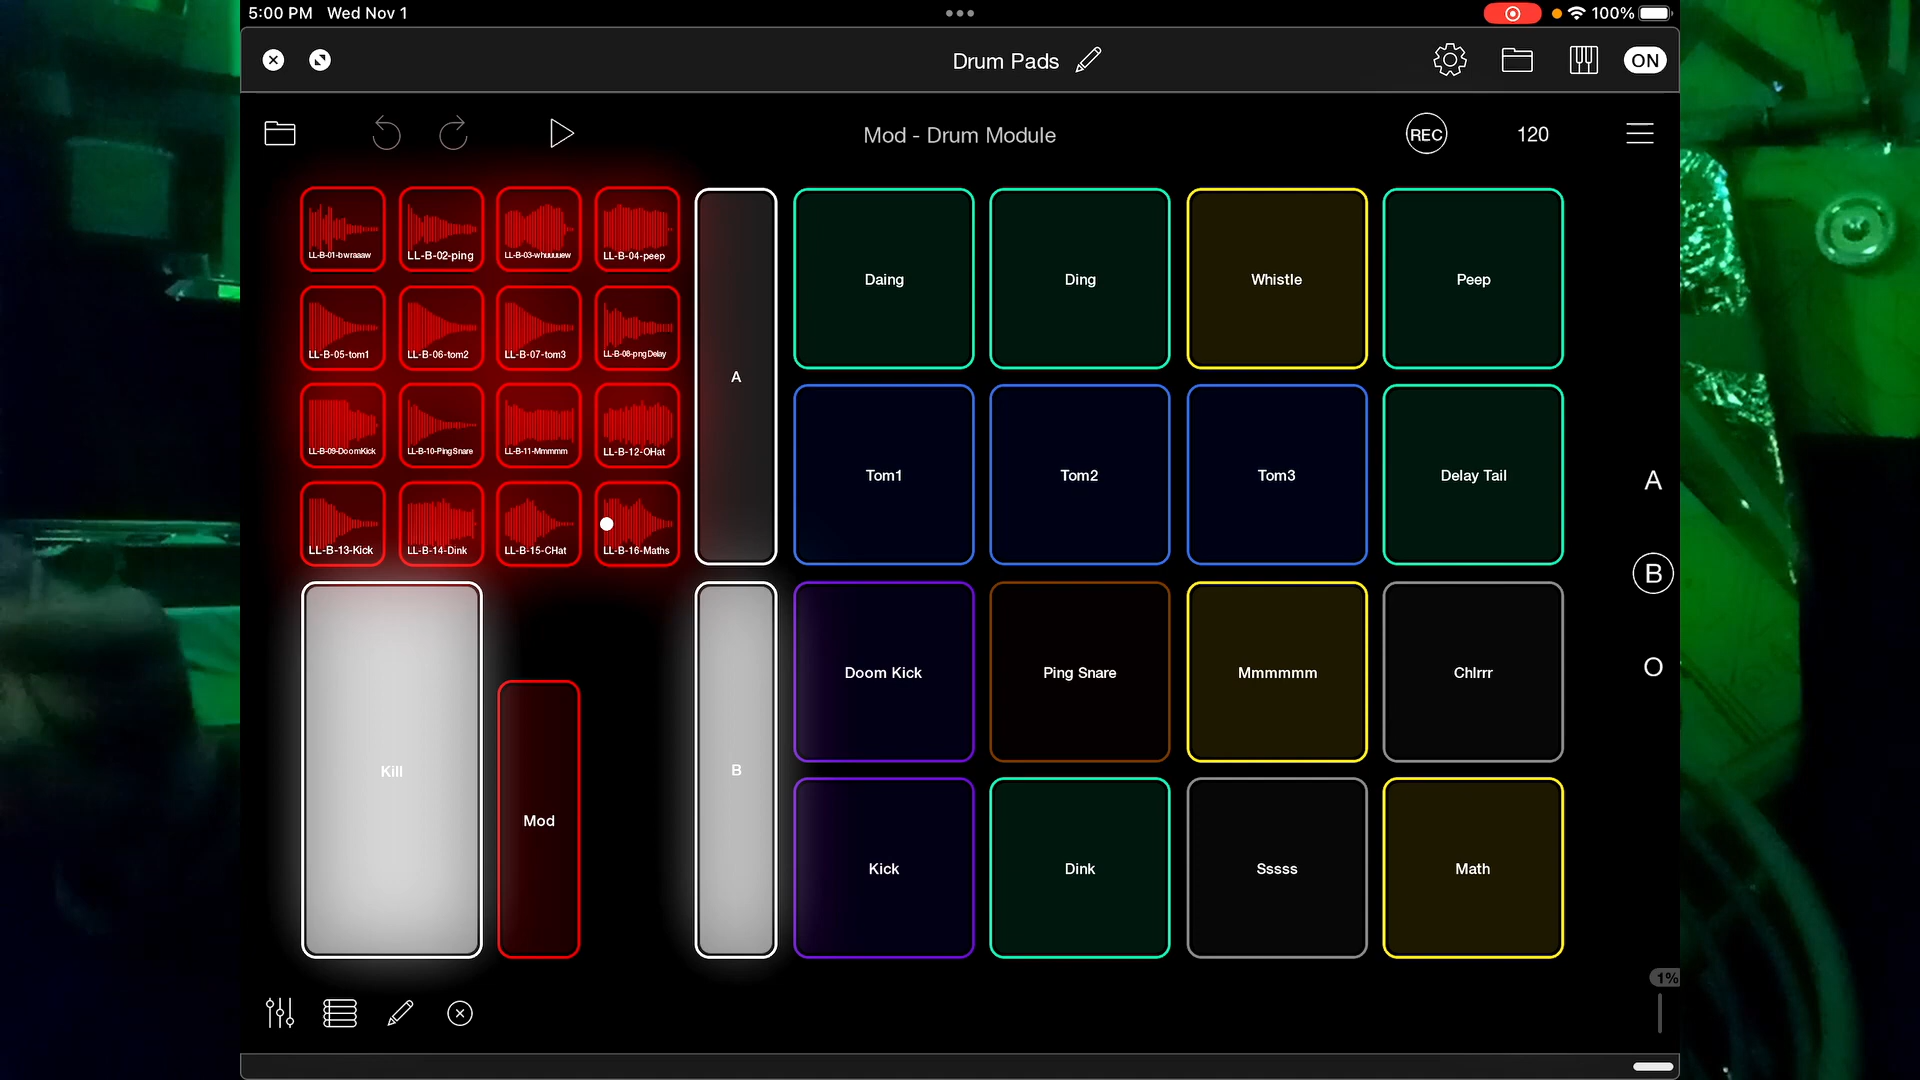 5:00 PM Wed Nov 1
100%
Drum Pads
ON
Mod - Drum Module
REC
120
LL-B-01-bwraaaw
LL-B-02-ping
LL-B-03-whuuuuew
LL-B-04-peep
A
Daing
Ding
Whistle
Peep
LL-B-05-tom1
LL-B-06-tom2
LL-B-07-tom3
LL-B-08-pngDelay
LL-B-09-DoomKick
LL-B-10-PingSnare
LL-B-11-Mmmmm
LL-B-12-OHat
Tom1
Tom2
Tom3
Delay Tail
A
LL-B-13-Kick
LL-B-14-Dink
LL-B-15-CHat
LL-B-16-Maths
B
Kill
Mod
B
Doom Kick
Ping Snare
Mmmmmm
Chlrrr
O
Kick
Dink
Sssss
Math
1%